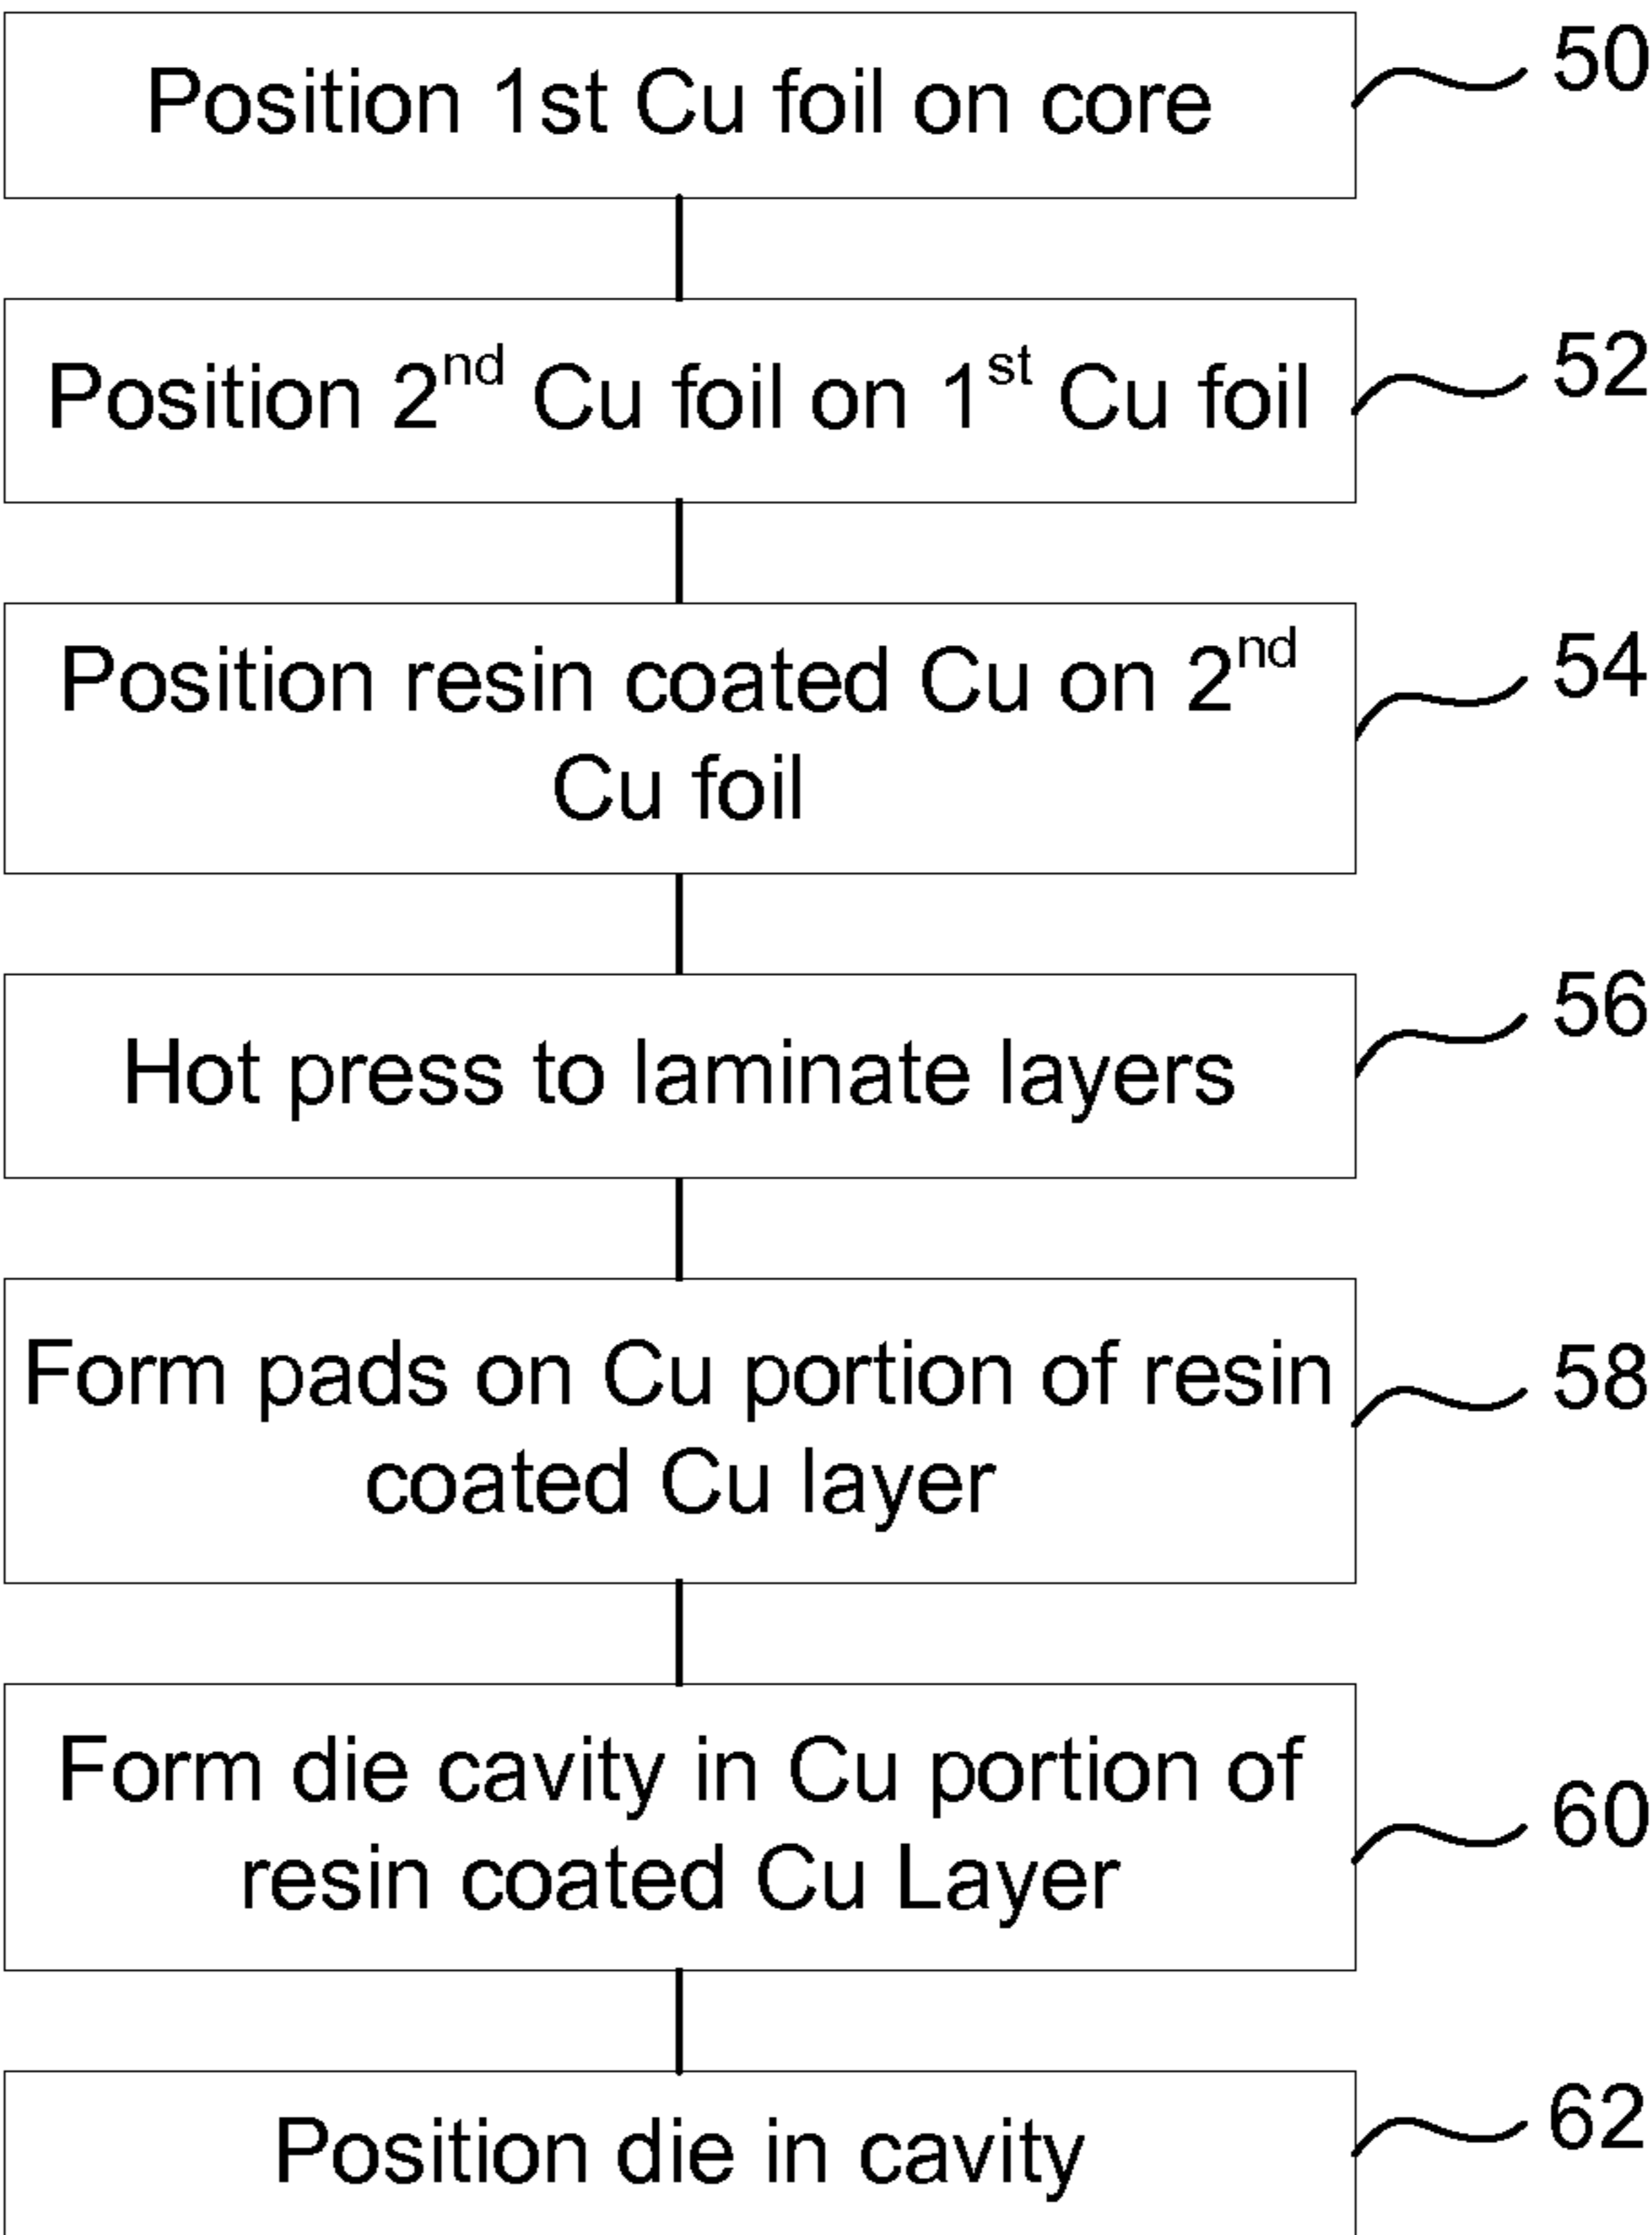 Position 1st Cu foil on core
50
Position 2nd Cu foil on 1st Cu foil
52
Position resin coated Cu on 2nd
Cu foil
54
Hot press to laminate layers
56
Form pads on Cu portion of resin
coated Cu layer
58
Form die cavity in Cu portion of
resin coated Cu Layer
60
Position die in cavity
62